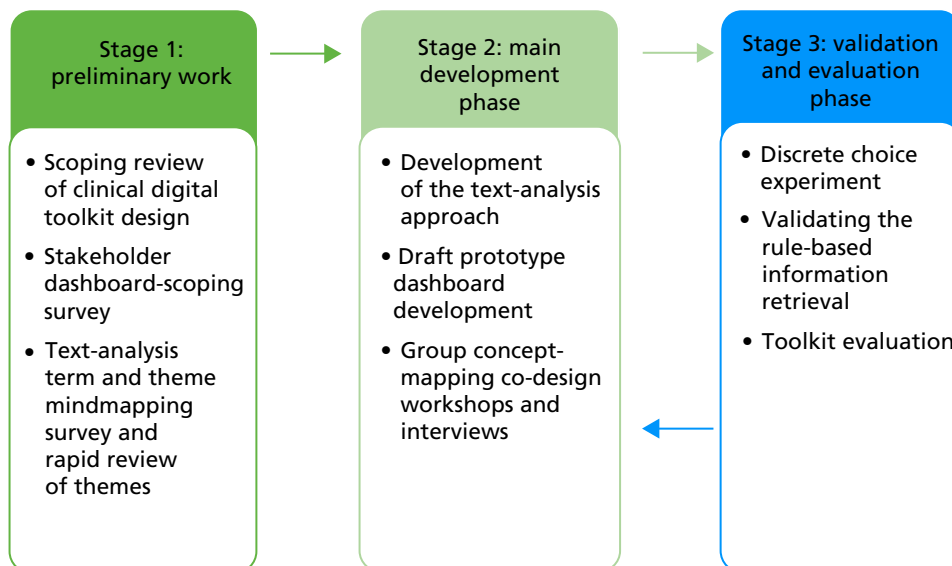 Stage 1:
preliminary work
• Scoping review
of clinical digital
toolkit design
• Stakeholder
dashboard-scoping
survey
• Text-analysis
term and theme
mindmapping
survey and
rapid review
of themes
Stage 2: main
development
phase
• Development
of the text-analysis
approach
• Draft prototype
dashboard
development
• Group concept-
mapping co-design
workshops and
interviews
Stage 3: validation
and evaluation
phase
• Discrete choice
experiment
• Validating the
rule-based
information
retrieval
• Toolkit evaluation